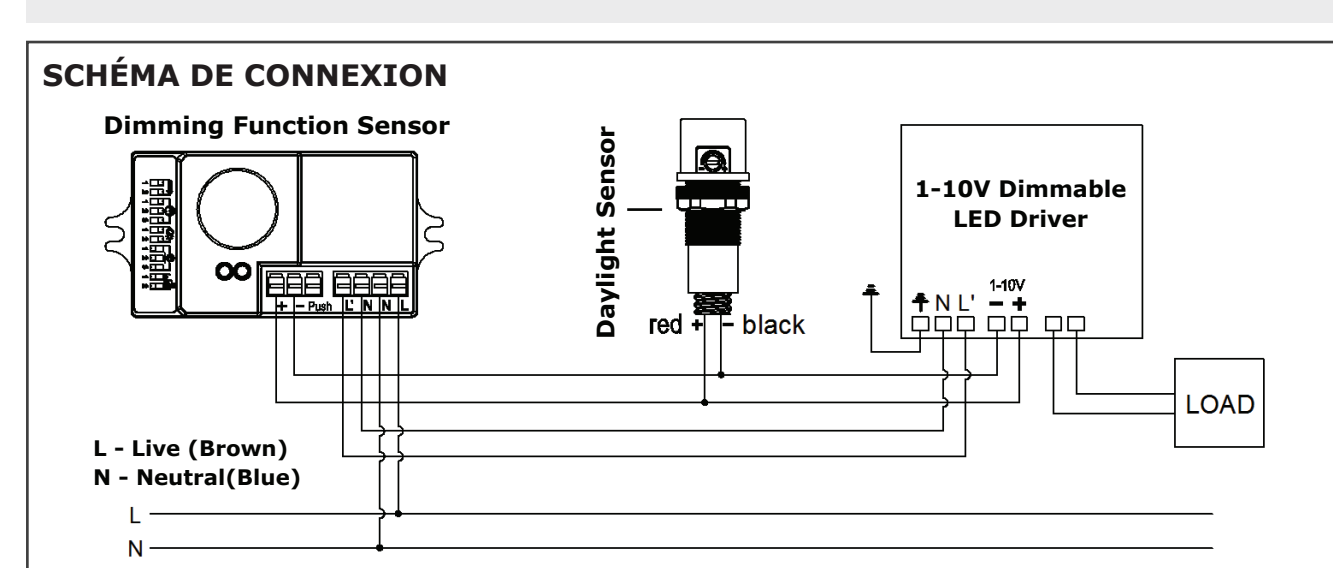 SCHÉMA DE CONNEXION
Dimming Function Sensor
+ - Push L' N N L
Daylight Sensor
red + - black
1-10V Dimmable
LED Driver
1-10V
N L' - +
LOAD
L - Live (Brown)
N - Neutral(Blue)
L
N